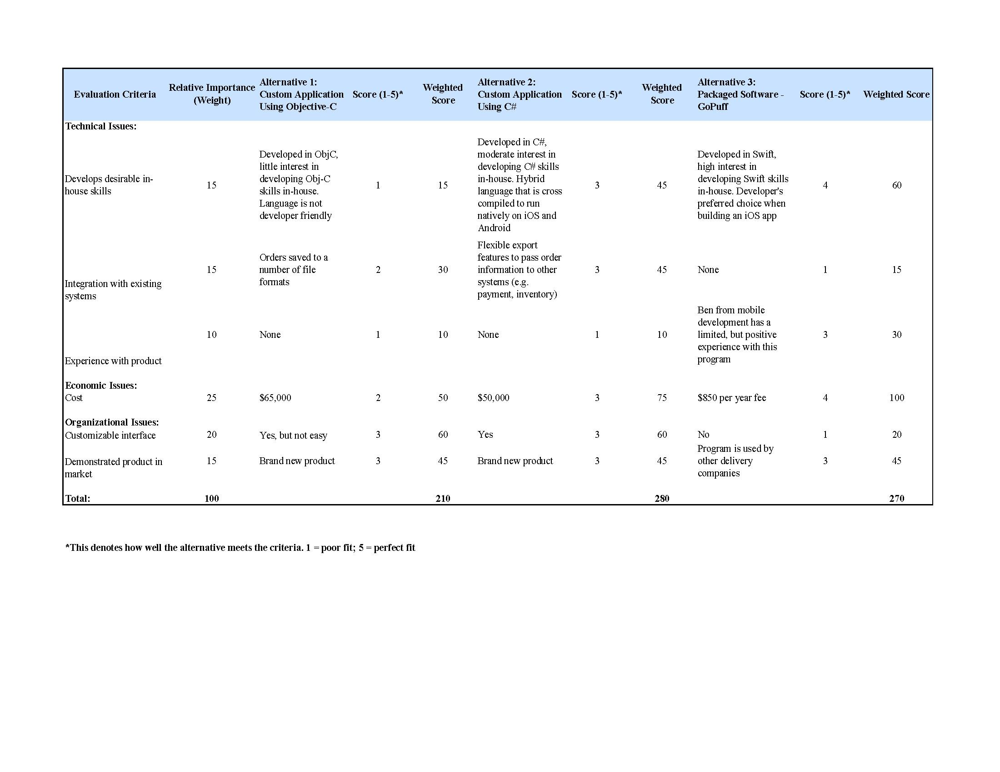 Evaluation Criteria
Relative Importance
(Weight)
Alternative 1:
Custom Application
Using Objective-C
Score (1-5)*
Weighted
Score
Alternative 2:
Custom Application
Using C#
Score (1-5)*
Weighted
Score
Alternative 3:
Packaged Software -
GoPuff
Score (1-5)*
Weighted Score
Technical Issues:
Develops desirable in-
house skills
15
Developed in ObjC,
little interest in
developing Obj-C
skills in-house.
Language is not
developer friendly
1
15
Developed in C#,
moderate interest in
developing C# skills
in-house. Hybrid
language that is cross
compiled to run
natively on iOS and
Android
3
45
Developed in Swift,
high interest in
developing Swift skills
in-house. Developer's
preferred choice when
building an iOS app
4
60
Integration with existing
systems
15
Orders saved to a
number of file
formats
2
30
Flexible export
features to pass order
information to other
systems (e.g.
payment, inventory)
3
45
None
1
15
Experience with product
10
None
1
10
None
1
10
Ben from mobile
development has a
limited, but positive
experience with this
program
3
30
Economic Issues:
Cost
25
$65,000
2
50
$50,000
3
75
$850 per year fee
4
100
Organizational Issues:
Customizable interface
20
Yes, but not easy
3
60
Yes
3
60
No
1
20
Demonstrated product in
market
15
Brand new product
3
45
Brand new product
3
45
Program is used by
other delivery
companies
3
45
Total:
100
210
280
270
*This denotes how well the alternative meets the criteria. 1 = poor fit; 5 = perfect fit